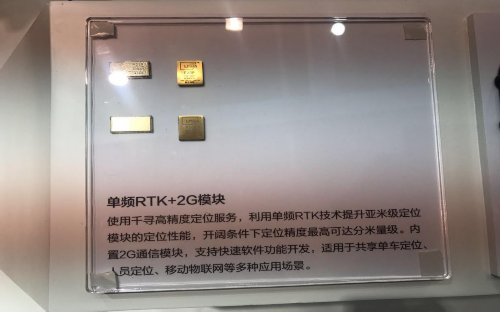 单频RTK+2G模块
使用千寻高精度定位服务，利用单频RTK技术提升亚米级定位
模块的定位性能，开阔条件下定位精度最高可达分米量级。内
置2G通信模块，支持快速软件功能开发，适用于共享单车定位、
人员定位、移动物联网等多种应用场景。